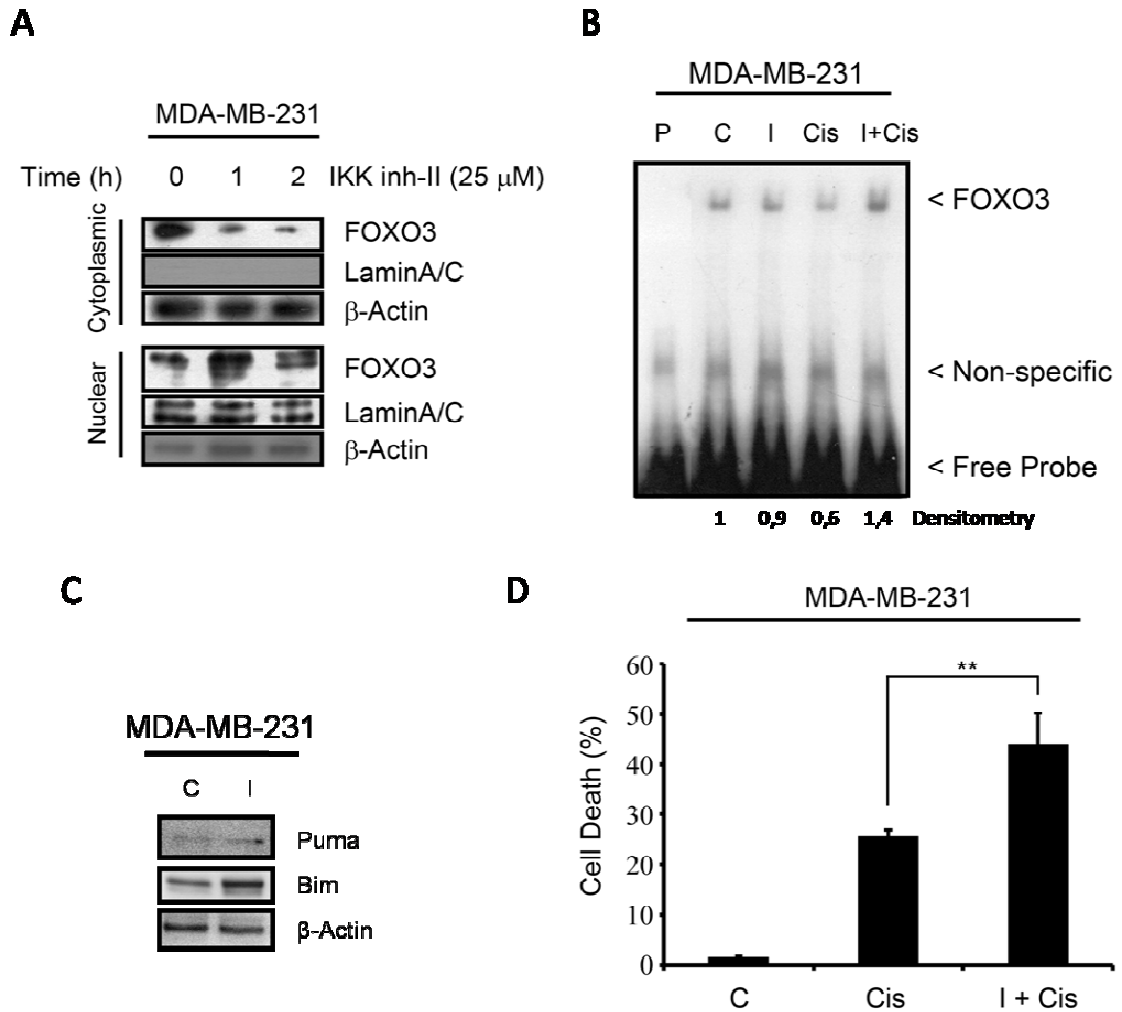 A
MDA-MB-231
Time (h) 0 1 2 IKK inh-II (25 μM)
Cytoplasmic
FOXO3
LaminA/C
β-Actin
Nuclear
FOXO3
LaminA/C
β-Actin
B
MDA-MB-231
P C I Cis I+Cis
< FOXO3
< Non-specific
< Free Probe
1 0,9 0,6 1,4 Densitometry
C
MDA-MB-231
C I
Puma
Bim
β-Actin
D
MDA-MB-231
**
Cell Death (%)
60
50
40
30
20
10
0
C Cis I + Cis